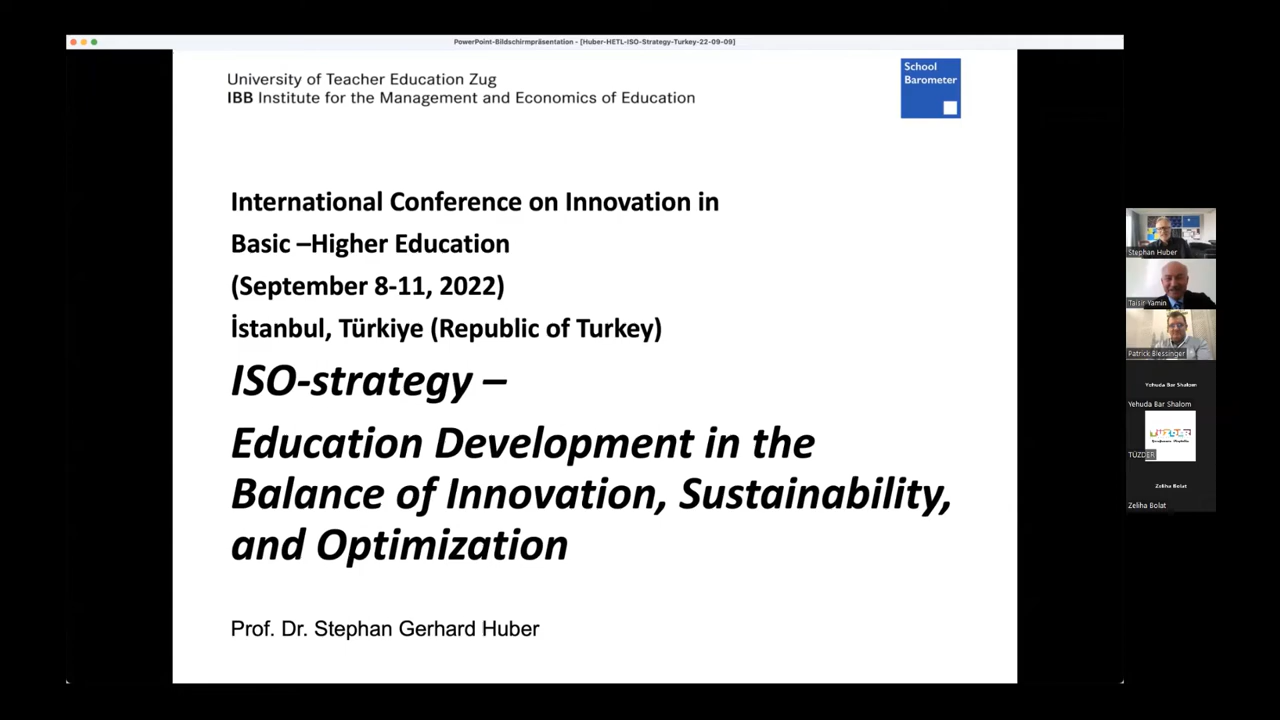 PowerPoint-Bildschirmpräsentation - [Huber-HETL-ISO-Strategy-Turkey-22-09-09]
University of Teacher Education Zug
IBB Institute for the Management and Economics of Education
School
Barometer
International Conference on Innovation in
Basic –Higher Education
(September 8-11, 2022)
İstanbul, Türkiye (Republic of Turkey)
ISO-strategy –
Education Development in the
Balance of Innovation, Sustainability,
and Optimization
Prof. Dr. Stephan Gerhard Huber
Stephan Huber
Taisir Yamin
Patrick Blessinger
Yehuda Bar Shalom
Yehuda Bar Shalom
TÜZDER
Zeliha Bolat
Zeliha Bolat